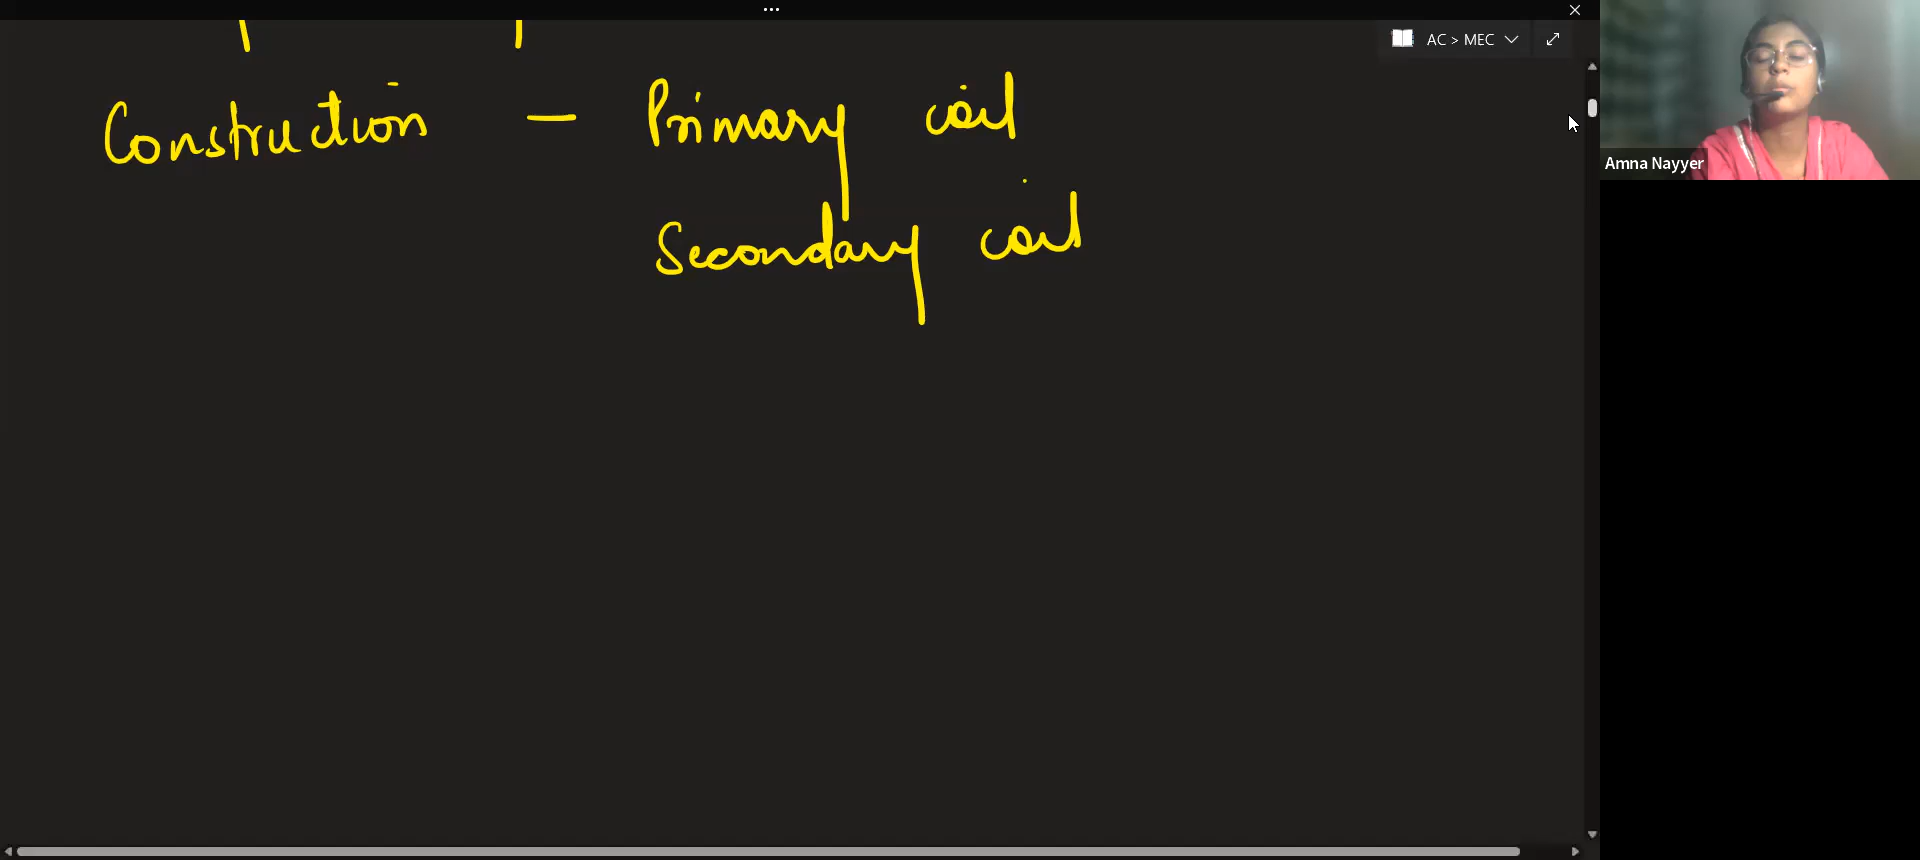 AC > MEC
Construction - Primary coil
Secondary coil
Amna Nayyer